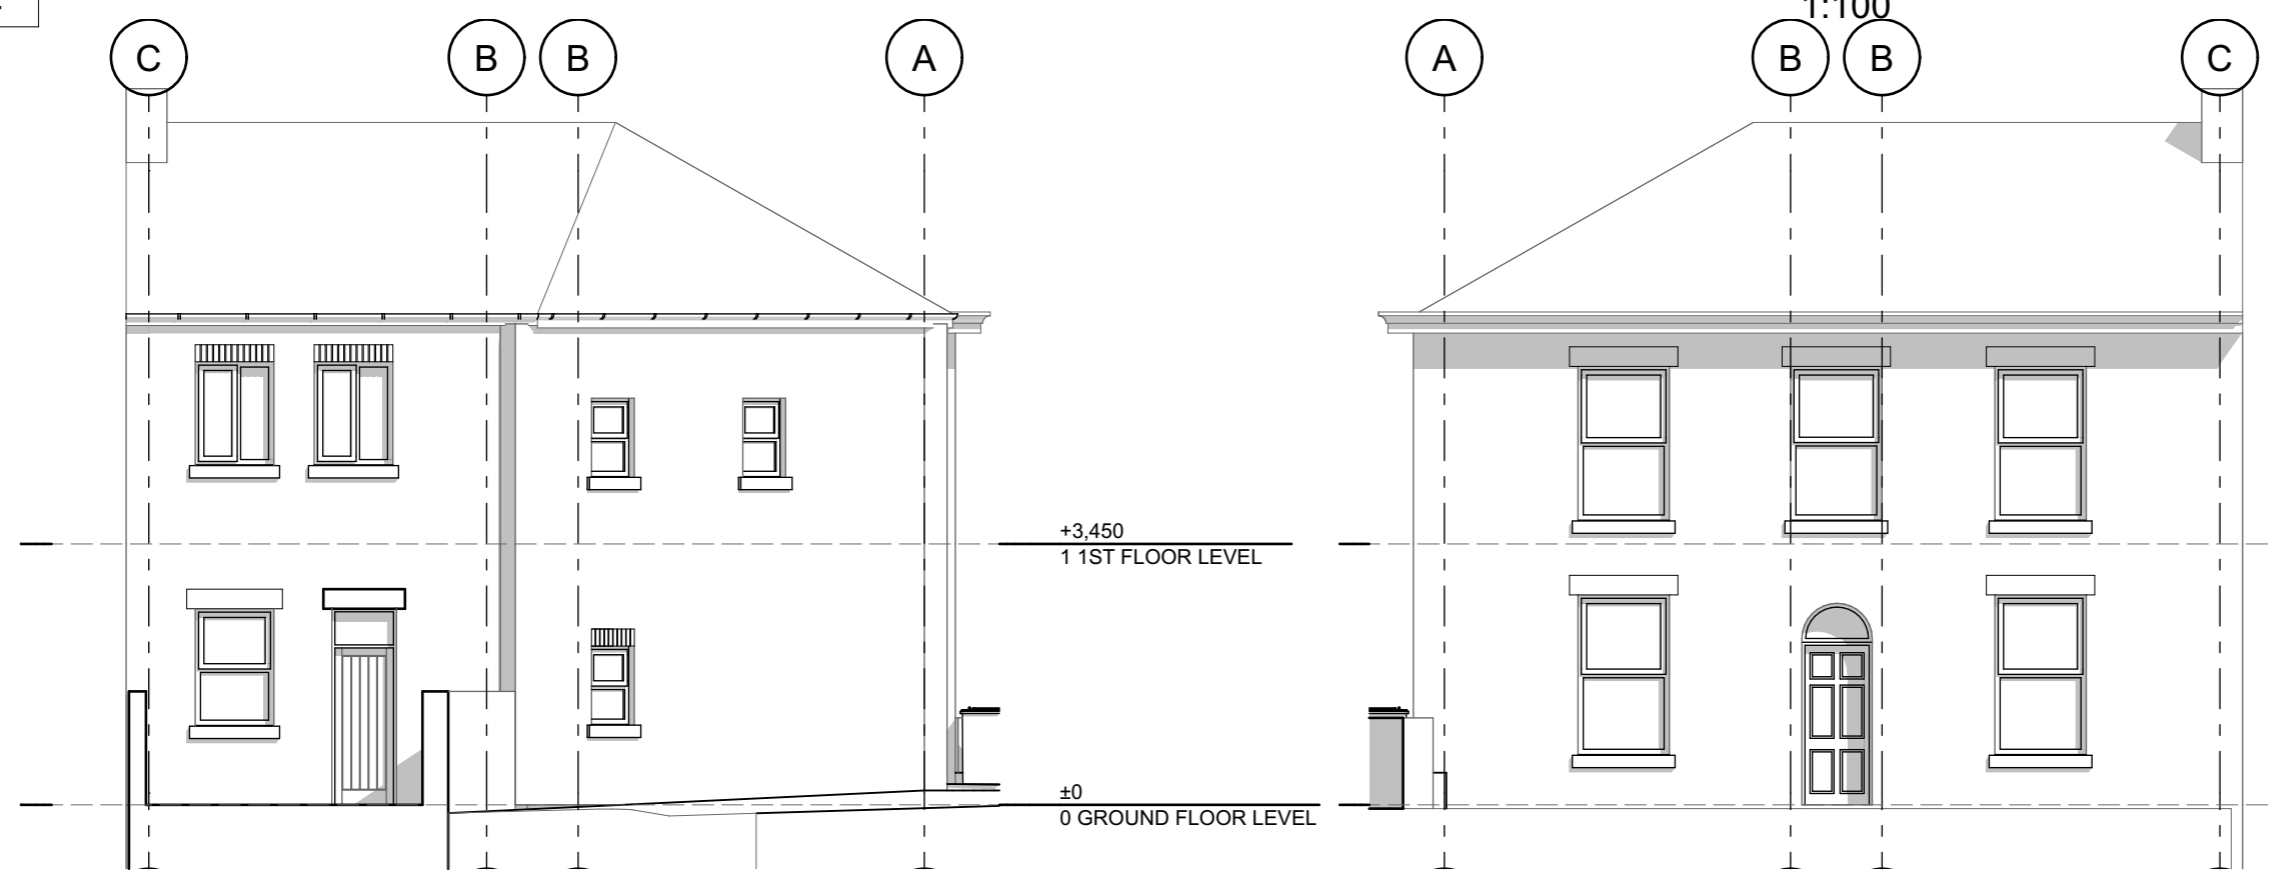 1:100
C B B A A B B C
+3,450
1 1ST FLOOR LEVEL
±0
0 GROUND FLOOR LEVEL